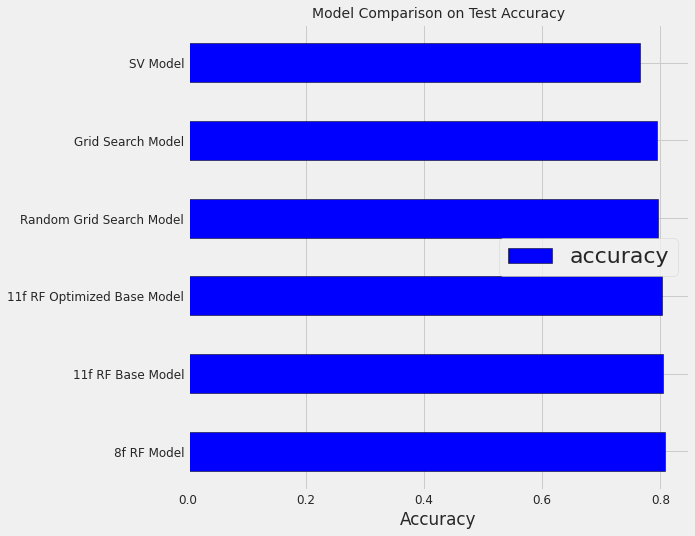 Model Comparison on Test Accuracy
SV Model
Grid Search Model
Random Grid Search Model
accuracy
11f RF Optimized Base Model
11f RF Base Model
8f RF Model
0.0 0.2 0.4 0.6 0.8
Accuracy